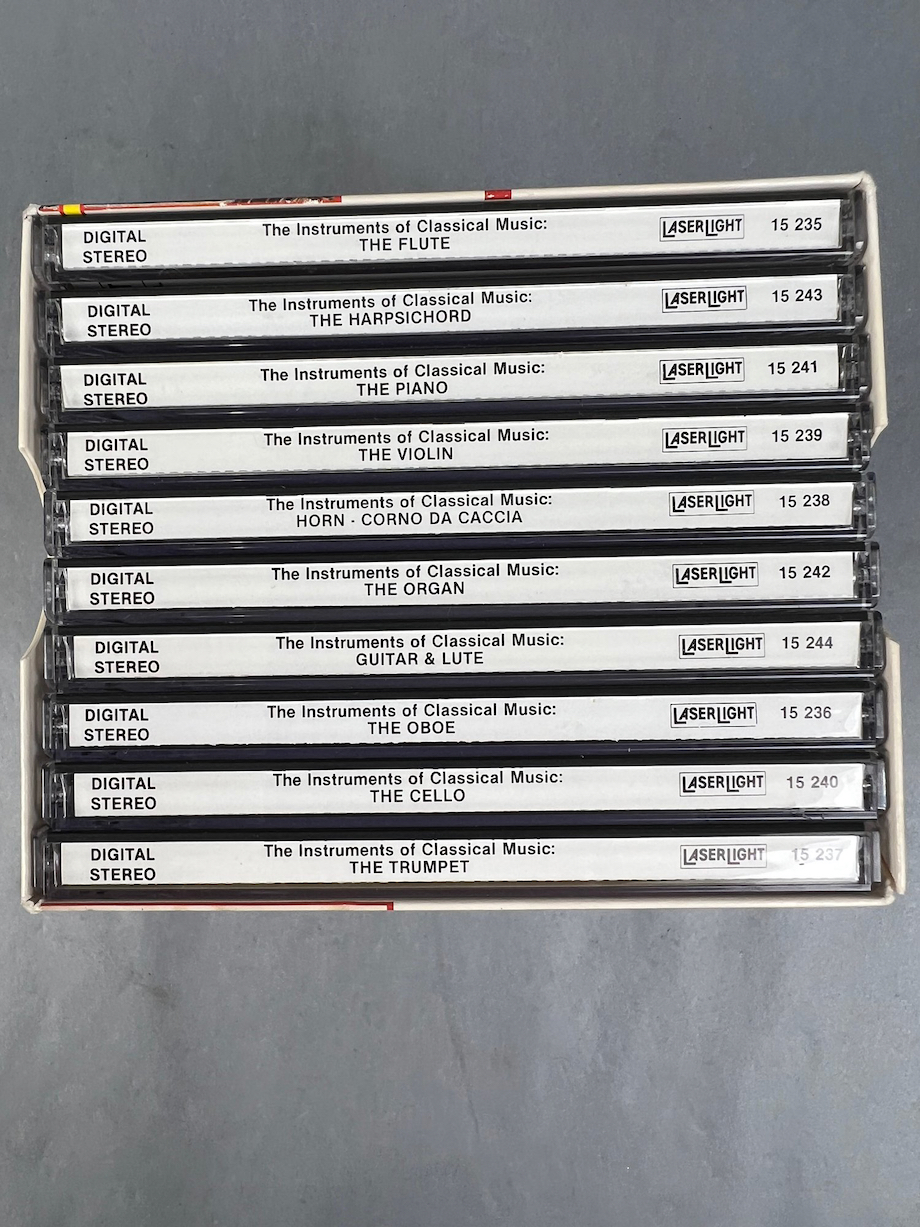 DIGITAL STEREO
The Instruments of Classical Music:
THE FLUTE
LASERLIGHT 15 235
DIGITAL STEREO
The Instruments of Classical Music:
THE HARPSICHORD
LASERLIGHT 15 243
DIGITAL STEREO
The Instruments of Classical Music:
THE PIANO
LASERLIGHT 15 241
DIGITAL STEREO
The Instruments of Classical Music:
THE VIOLIN
LASERLIGHT 15 239
DIGITAL STEREO
The Instruments of Classical Music:
HORN - CORNO DA CACCIA
LASERLIGHT 15 238
DIGITAL STEREO
The Instruments of Classical Music:
THE ORGAN
LASERLIGHT 15 242
DIGITAL STEREO
The Instruments of Classical Music:
GUITAR & LUTE
LASERLIGHT 15 244
DIGITAL STEREO
The Instruments of Classical Music:
THE OBOE
LASERLIGHT 15 236
DIGITAL STEREO
The Instruments of Classical Music:
THE CELLO
LASERLIGHT 15 240
DIGITAL STEREO
The Instruments of Classical Music:
THE TRUMPET
LASERLIGHT 15 237